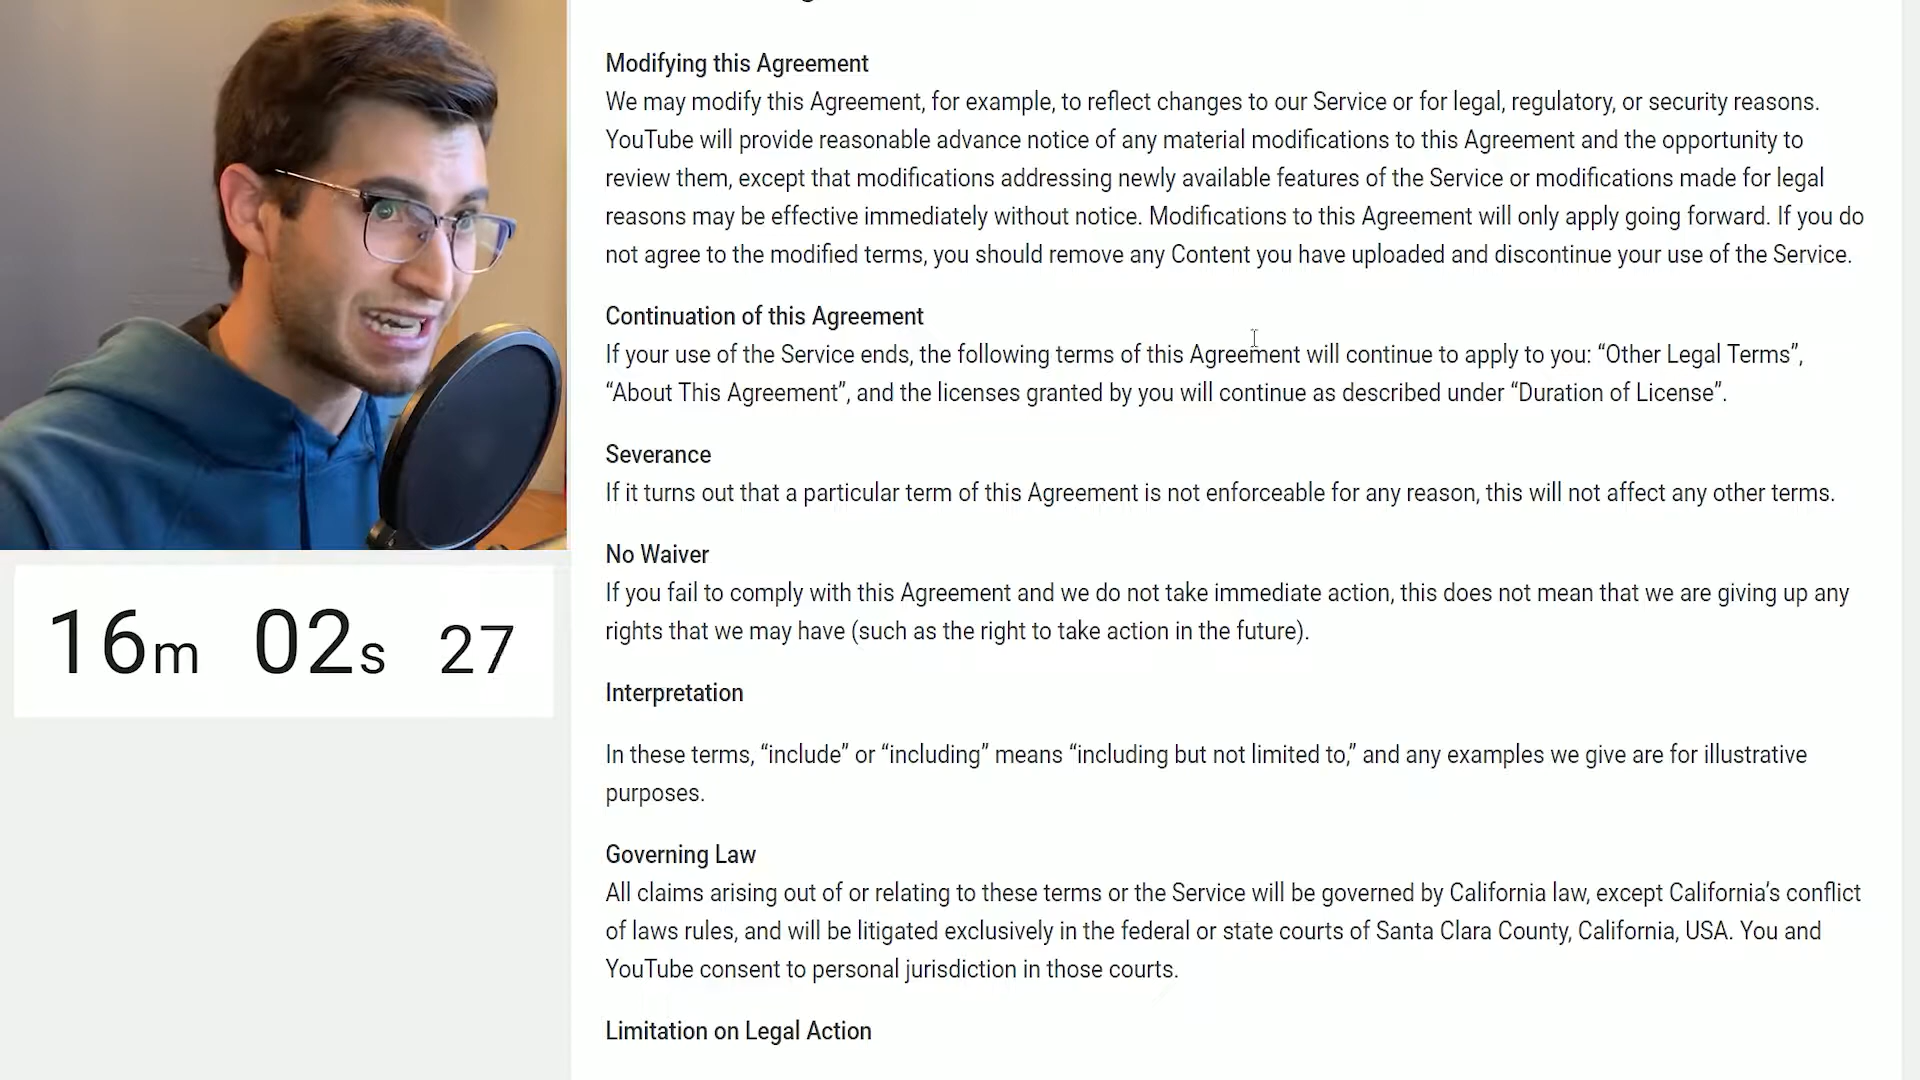 Modifying this Agreement
We may modify this Agreement, for example, to reflect changes to our Service or for legal, regulatory, or security reasons.
YouTube will provide reasonable advance notice of any material modifications to this Agreement and the opportunity to
review them, except that modifications addressing newly available features of the Service or modifications made for legal
reasons may be effective immediately without notice. Modifications to this Agreement will only apply going forward. If you do
not agree to the modified terms, you should remove any Content you have uploaded and discontinue your use of the Service.
Continuation of this Agreement
If your use of the Service ends, the following terms of this Agreement will continue to apply to you: “Other Legal Terms”,
“About This Agreement”, and the licenses granted by you will continue as described under “Duration of License”.
Severance
If it turns out that a particular term of this Agreement is not enforceable for any reason, this will not affect any other terms.
No Waiver
If you fail to comply with this Agreement and we do not take immediate action, this does not mean that we are giving up any
rights that we may have (such as the right to take action in the future).
Interpretation
In these terms, “include” or “including” means “including but not limited to,” and any examples we give are for illustrative
purposes.
Governing Law
All claims arising out of or relating to these terms or the Service will be governed by California law, except California’s conflict
of laws rules, and will be litigated exclusively in the federal or state courts of Santa Clara County, California, USA. You and
YouTube consent to personal jurisdiction in those courts.
Limitation on Legal Action
16m 02s 27